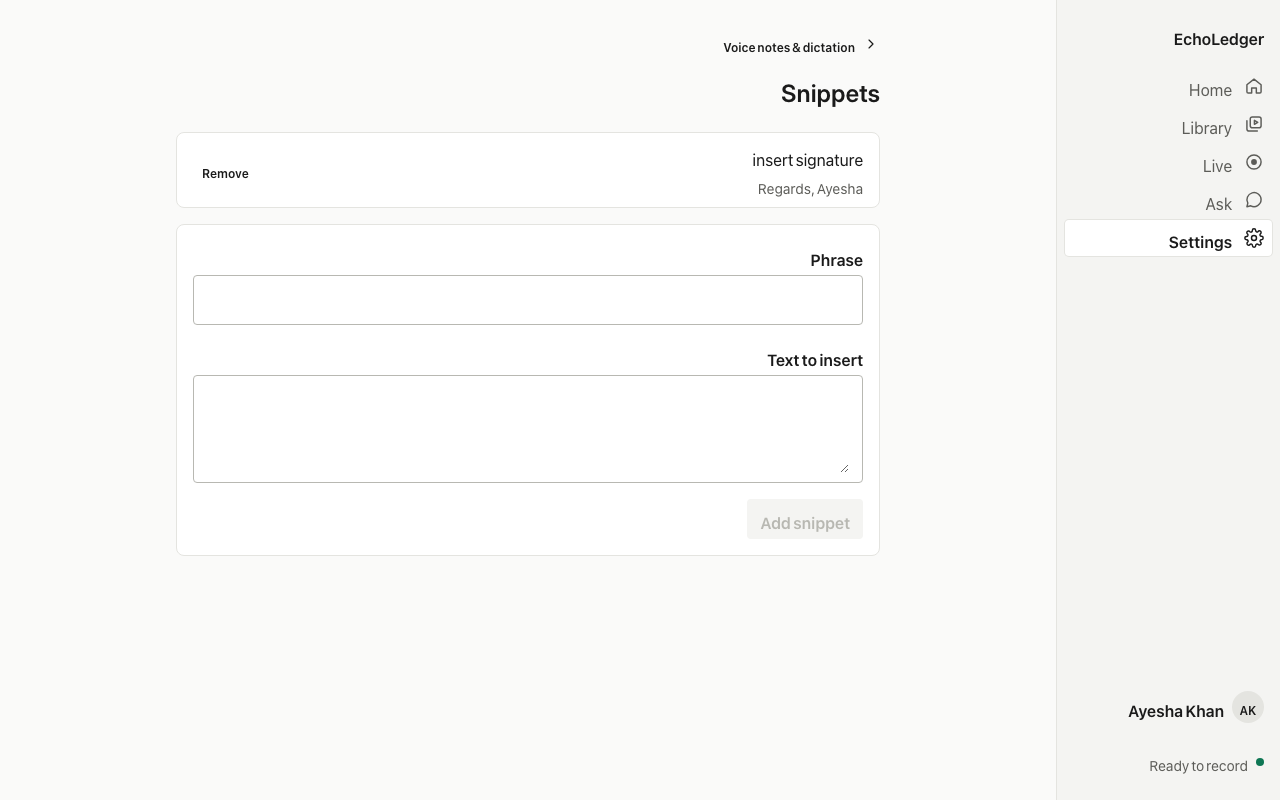 EchoLedger
Home
Library
Live
Ask
Settings
Ayesha Khan
AK
Ready to record
Voice notes & dictation
Snippets
insert signature
Regards, Ayesha
Remove
Phrase
Text to insert
Add snippet